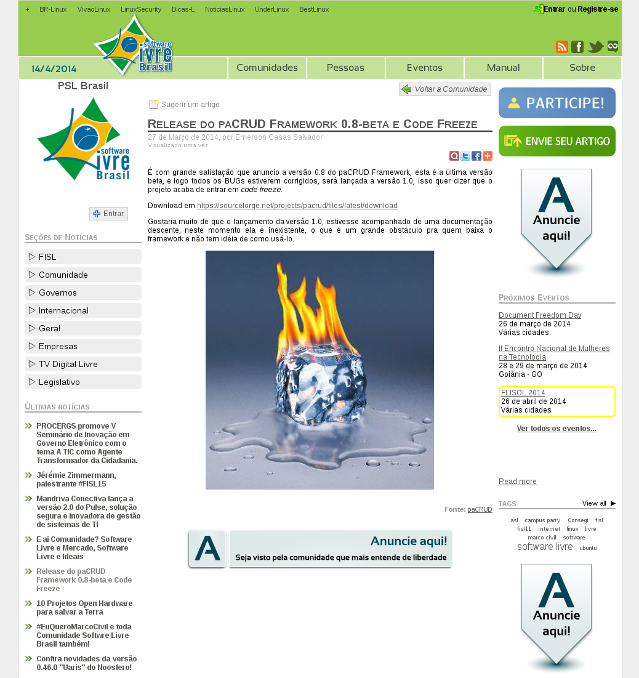 + BR-Linux VivaoLinux LinuxSecurity Dicas-L NoticiasLinux UnderLinux BestLinux
Entrar ou Registre-se
software livre Brasil
14/4/2014
Comunidades Pessoas Eventos Manual Sobre
PSL Brasil
software livre Brasil
Entrar
Seções de Notícias
FISL
Comunidade
Governos
Internacional
Geral
Empresas
TV Digital Livre
Legislativo
Últimas notícias
PROCERGS promove V
Seminário de Inovação em
Governo Eletrônico com o
tema A TIC como Agente
Transformador da Cidadania.
Jérémie Zimmermann,
palestrante #FISL15
Mandriva Conectiva lança a
versão 2.0 do Pulse, solução
segura e inovadora de gestão
de sistemas de TI
E aí Comunidade? Software
Livre e Mercado, Software
Livre e Ideais
Release do paCRUD
Framework 0.8-beta e Code
Freeze
10 Projetos Open Hardware
para salvar a Terra
#EuQueroMarcoCivil e toda
Comunidade Softwre Livre
Brasil também!
Confira novidades da versão
0.46.0 "Uaris" do Noosfero!
Voltar a Comunidade
Sugerir um artigo
Release do paCRUD Framework 0.8-beta e Code Freeze
27 de Março de 2014, por Emerson Casas Salvador
Visualizado uma vez
É com grande satisfação que anuncio a versão 0.8 do paCRUD Framework, esta é a última versão
beta, e logo todos os BUGs estiverem corrigidos, será lançada a versão 1.0, isso quer dizer que o
projeto acaba de entrar em code freeze.
Download em https://sourceforge.net/projects/pacrud/files/latest/download
Gostaria muito de que o lançamento da versão 1.0, estivesse acompanhado de uma documentação
descente, neste momento ela é inexistente, o que é um grande obstáculo pra quem baixa o
framework e não tem idéia de como usá-lo.
Fonte: paCRUD
A
Anuncie aqui!
Seja visto pela comunidade que mais entende de liberdade
PARTICIPE!
ENVIE SEU ARTIGO
A
Anuncie
aqui!
Próximos Eventos
Document Freedom Day
26 de março de 2014
Várias cidades
II Encontro Nacional de Mulheres
na Tecnologia
28 e 29 de março de 2014
Goiânia - GO
FLISOL 2014
26 de abril de 2014
Várias cidades
Ver todos os eventos...
Read more
tags
View all
asl campus party Consegi fisl
fisl11 internet linux livre
marco civil software
software livre ubuntu
A
Anuncie
aqui!